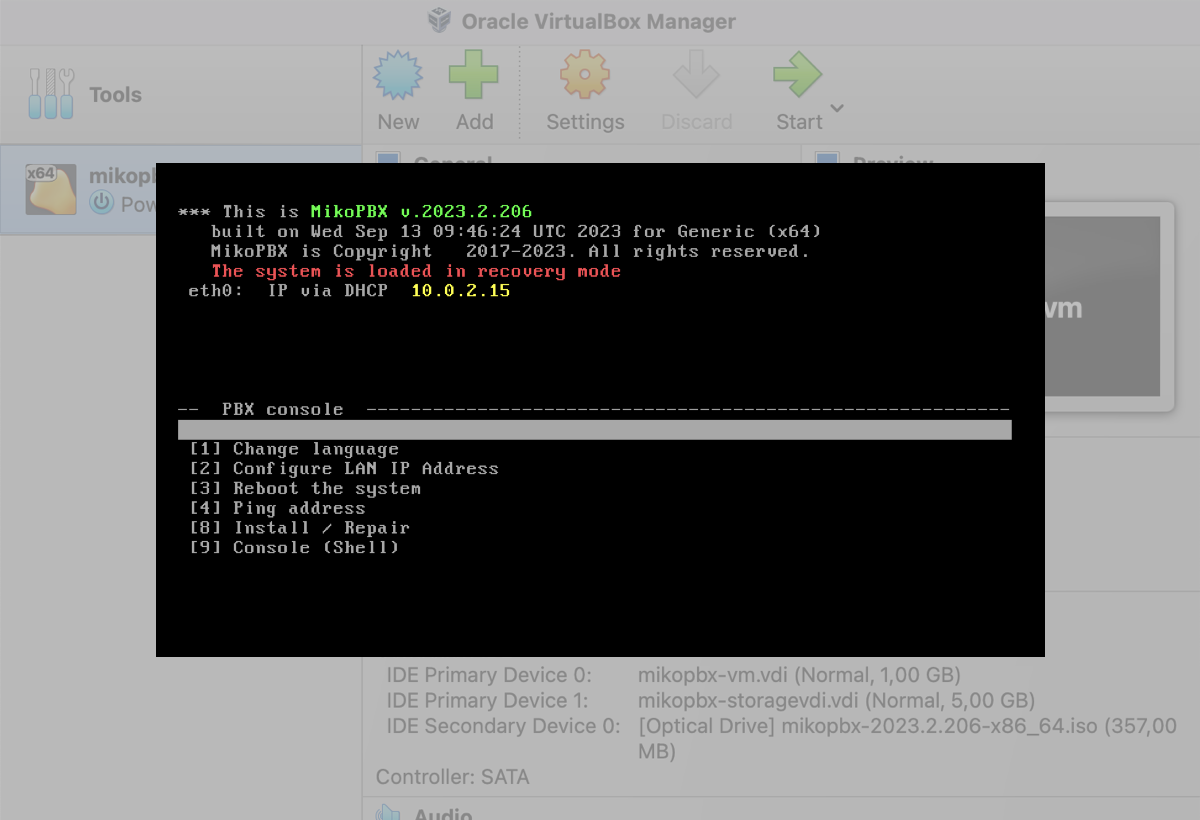 Oracle VirtualBox Manager
Tools
New
Add
Settings
Discard
Start
General
Preview
x64
mikopb
Pow
vm
*** This is MikoPBX v.2023.2.206
built on Wed Sep 13 09:46:24 UTC 2023 for Generic (x64)
MikoPBX is Copyright 2017-2023. All rights reserved.
The system is loaded in recovery mode
eth0: IP via DHCP 10.0.2.15
-- PBX console -----------------------------------------------------------
[1] Change language
[2] Configure LAN IP Address
[3] Reboot the system
[4] Ping address
[8] Install / Repair
[9] Console (Shell)
IDE Primary Device 0: mikopbx-vm.vdi (Normal, 1,00 GB)
IDE Primary Device 1: mikopbx-storagevdi.vdi (Normal, 5,00 GB)
IDE Secondary Device 0: [Optical Drive] mikopbx-2023.2.206-x86_64.iso (357,00
MB)
Controller: SATA
Audio